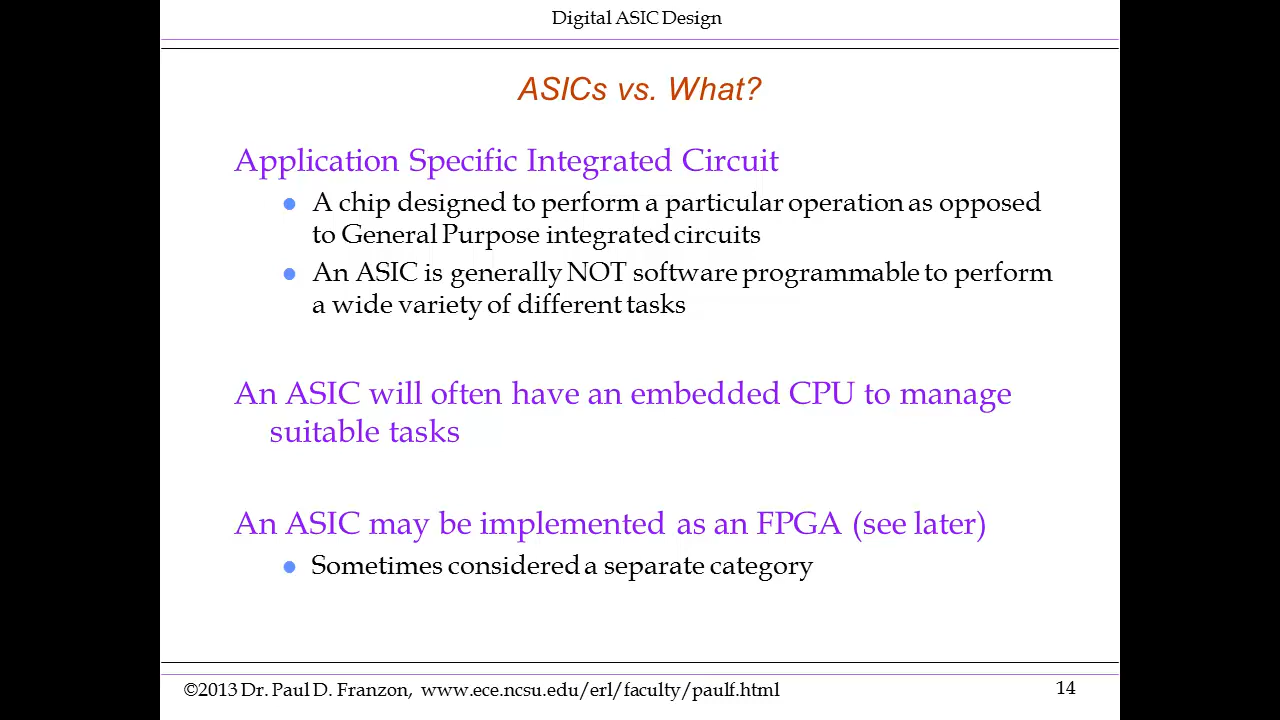 Digital ASIC Design
ASICs vs. What?
Application Specific Integrated Circuit
● A chip designed to perform a particular operation as opposed
to General Purpose integrated circuits
● An ASIC is generally NOT software programmable to perform
a wide variety of different tasks
An ASIC will often have an embedded CPU to manage
suitable tasks
An ASIC may be implemented as an FPGA (see later)
● Sometimes considered a separate category
©2013 Dr. Paul D. Franzon, www.ece.ncsu.edu/erl/faculty/paulf.html
14